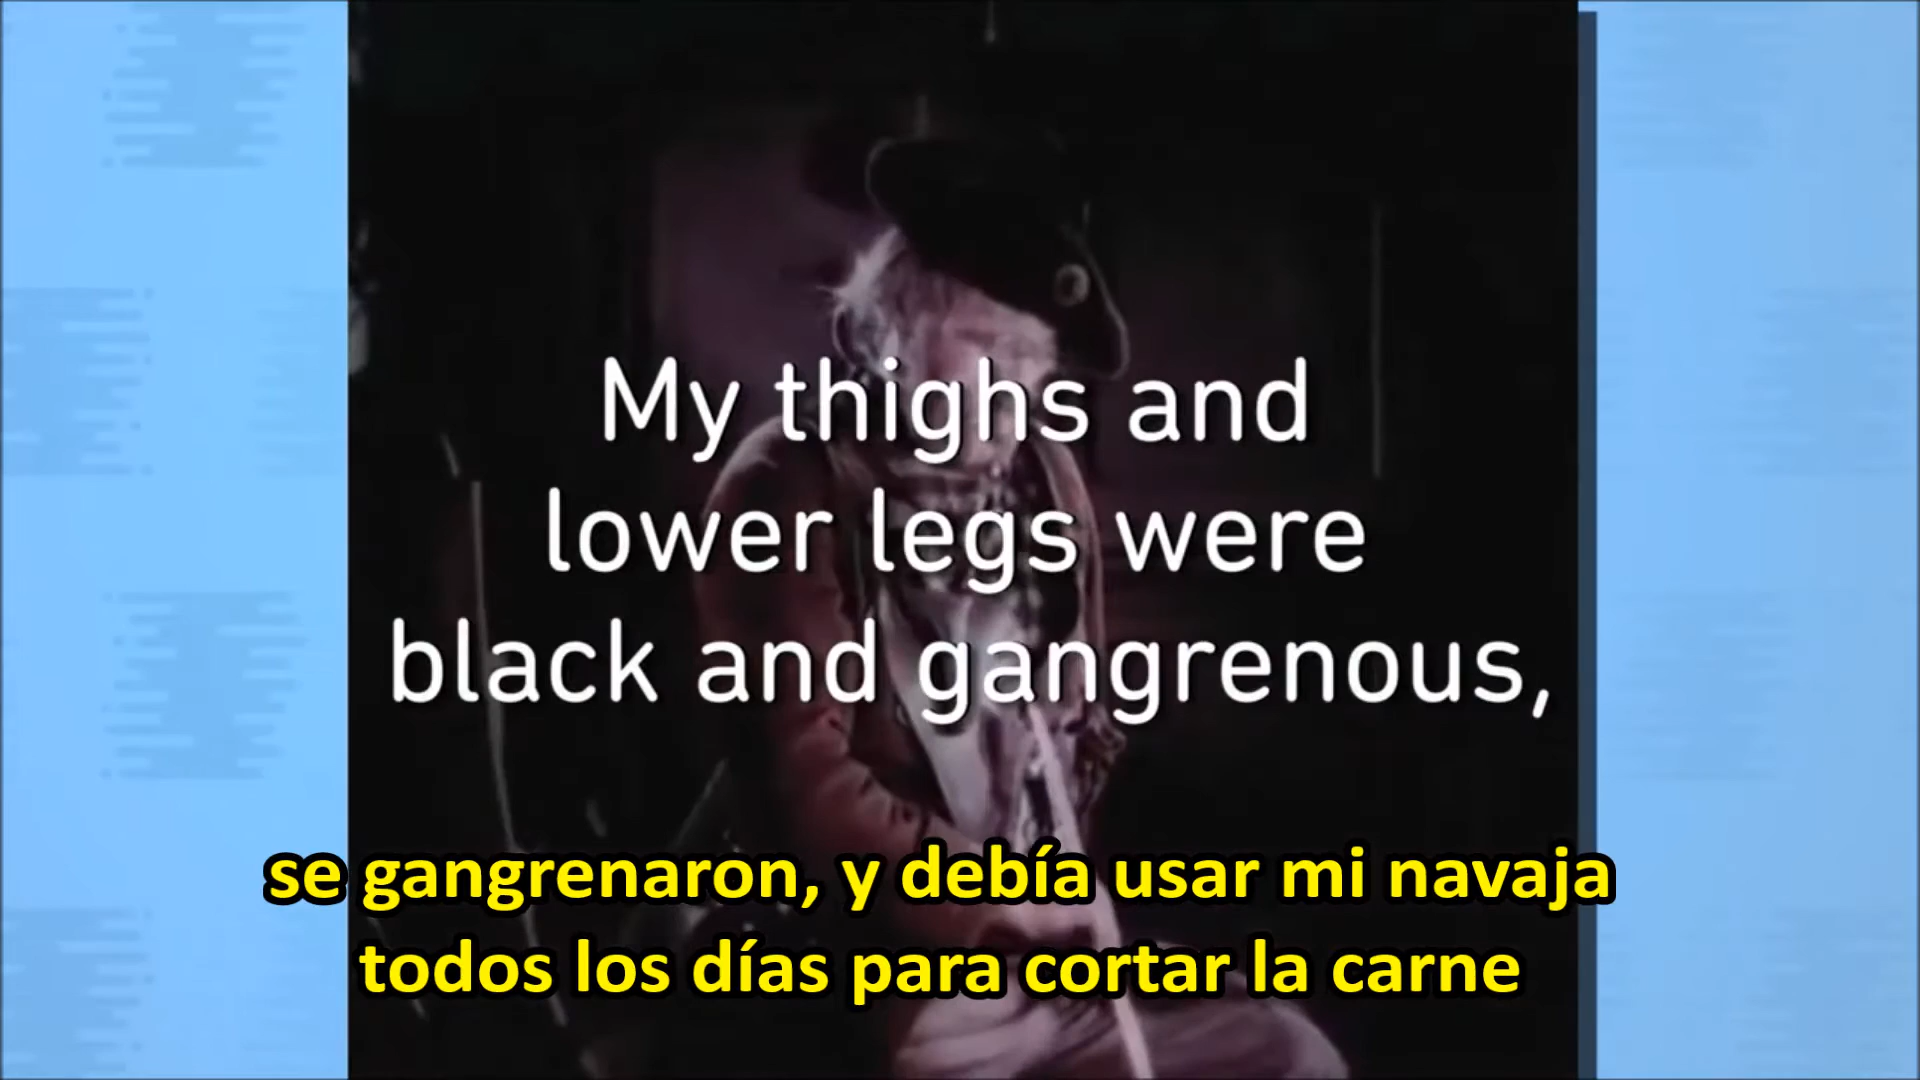 My thighs and
lower legs were
black and gangrenous,
se gangrenaron, y debía usar mi navaja
todos los días para cortar la carne